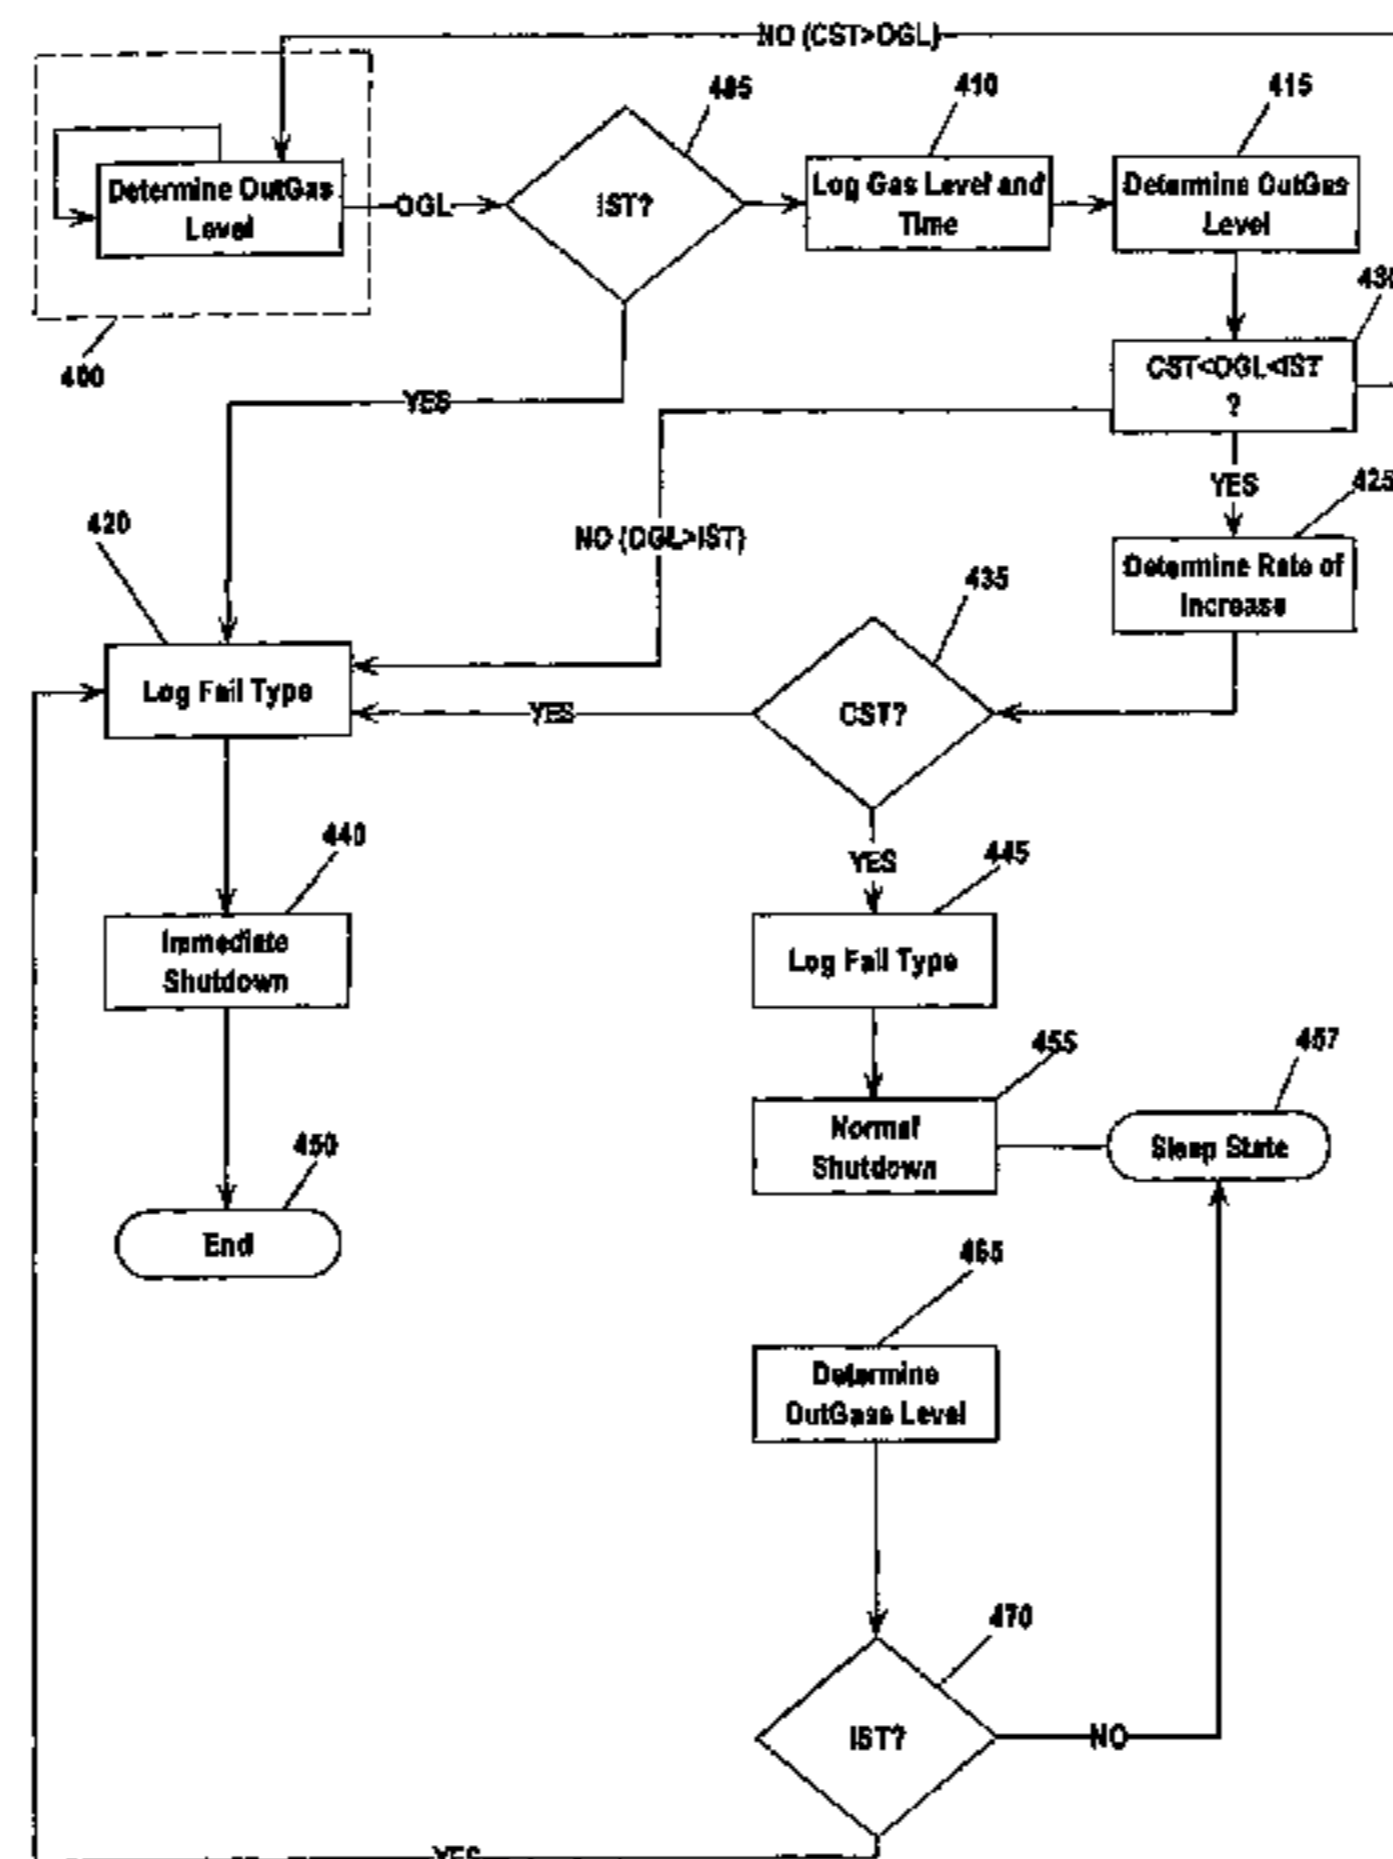 NO (CST>OGL)
405
410
415
Determine OutGas
Level
OGL
IST?
Log Gas Level and
Time
Determine OutGas
Level
400
CST<OGL<IST
?
YES
YES
425
420
NO (OGL>IST)
Determine Rate of
Increase
435
Log Fail Type
YES
CST?
440
YES
445
Immediate
Shutdown
Log Fail Type
455
457
Normal
Shutdown
Sleep State
450
End
465
Determine
OutGass Level
470
IST?
NO
YES